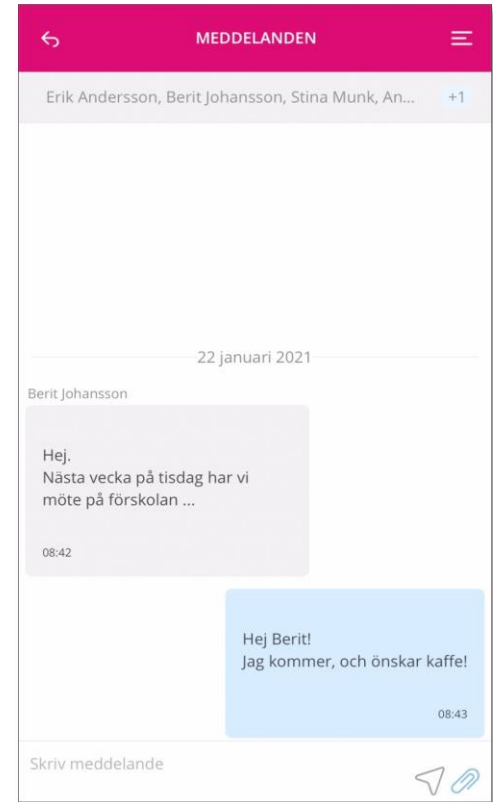 MEDDELANDEN
Erik Andersson, Berit Johansson, Stina Munk, An... +1
22 januari 2021
Berit Johansson
Hej.
Nästa vecka på tisdag har vi
möte på förskolan ...
08:42
Hej Berit!
Jag kommer, och önskar kaffe!
08:43
Skriv meddelande